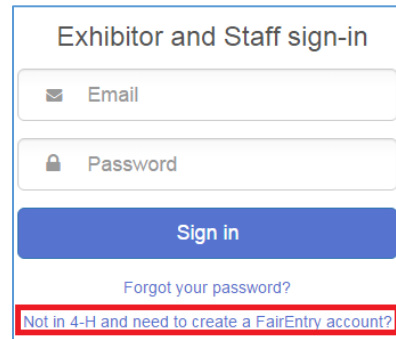 Exhibitor and Staff sign-in
Email
Password
Sign in
Forgot your password?
Not in 4-H and need to create a FairEntry account?